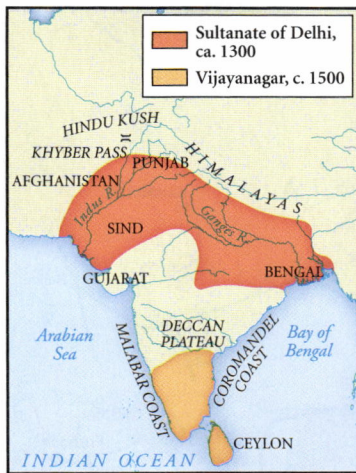 Sultanate of Delhi,
ca. 1300
Vijayanagar, c. 1500
HINDU KUSH
KHYBER PASS
PUNJAB
HIMALAYAS
AFGHANISTAN
Indus R.
SIND
Ganges R.
GUJARAT
BENGAL
Arabian
Sea
DECCAN
PLATEAU
MALABAR COAST
COROMANDEL
COAST
Bay of
Bengal
CEYLON
INDIAN OCEAN